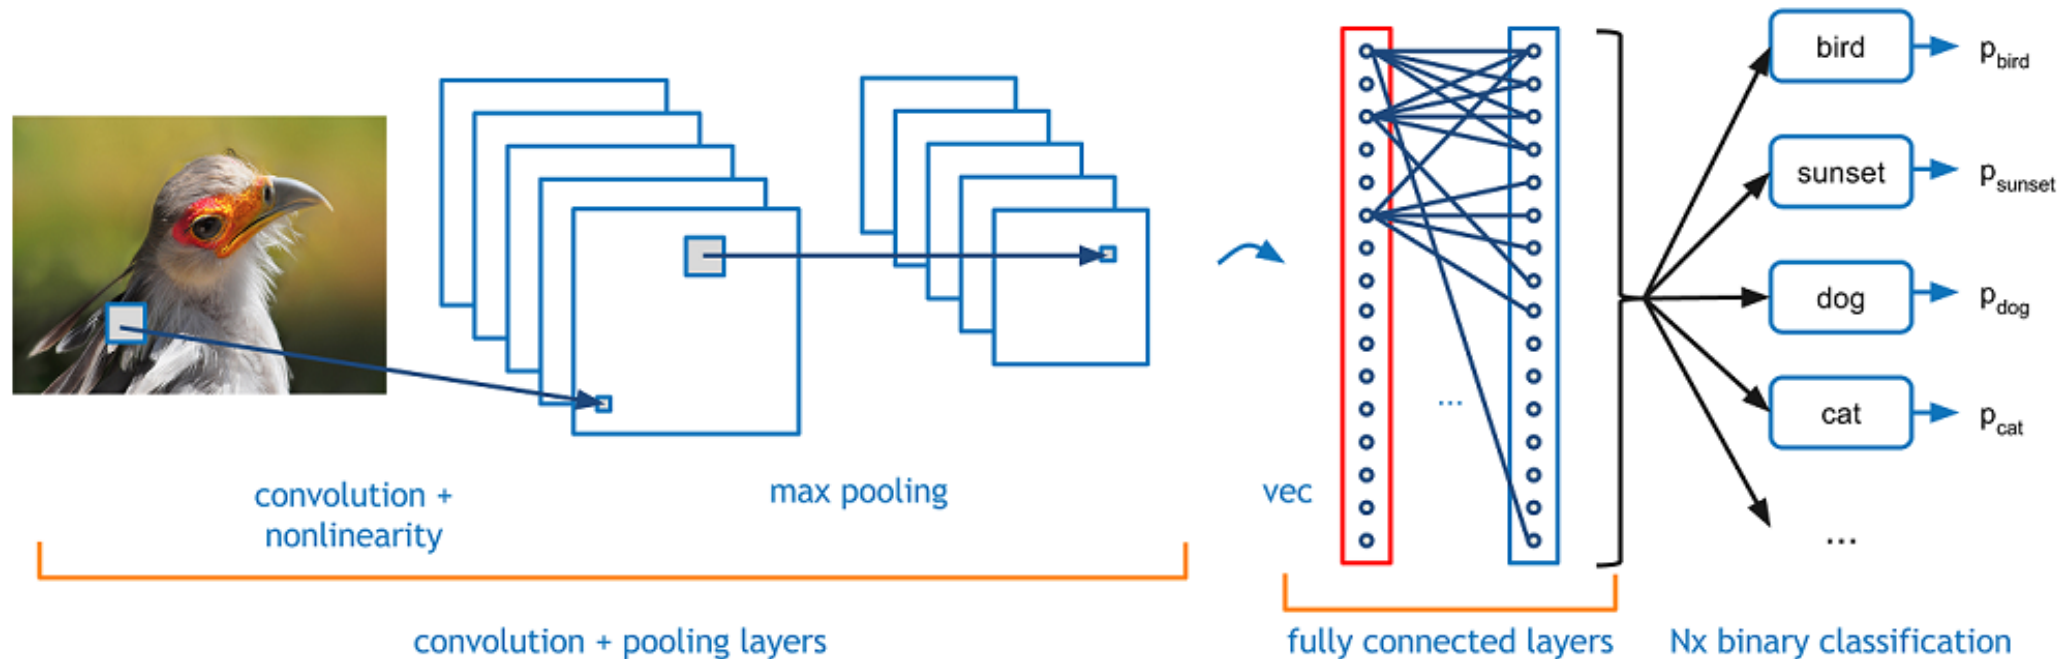 convolution +
nonlinearity
max pooling
vec
convolution + pooling layers
fully connected layers
Nx binary classification
...
bird
p_bird
sunset
p_sunset
dog
p_dog
cat
p_cat
...